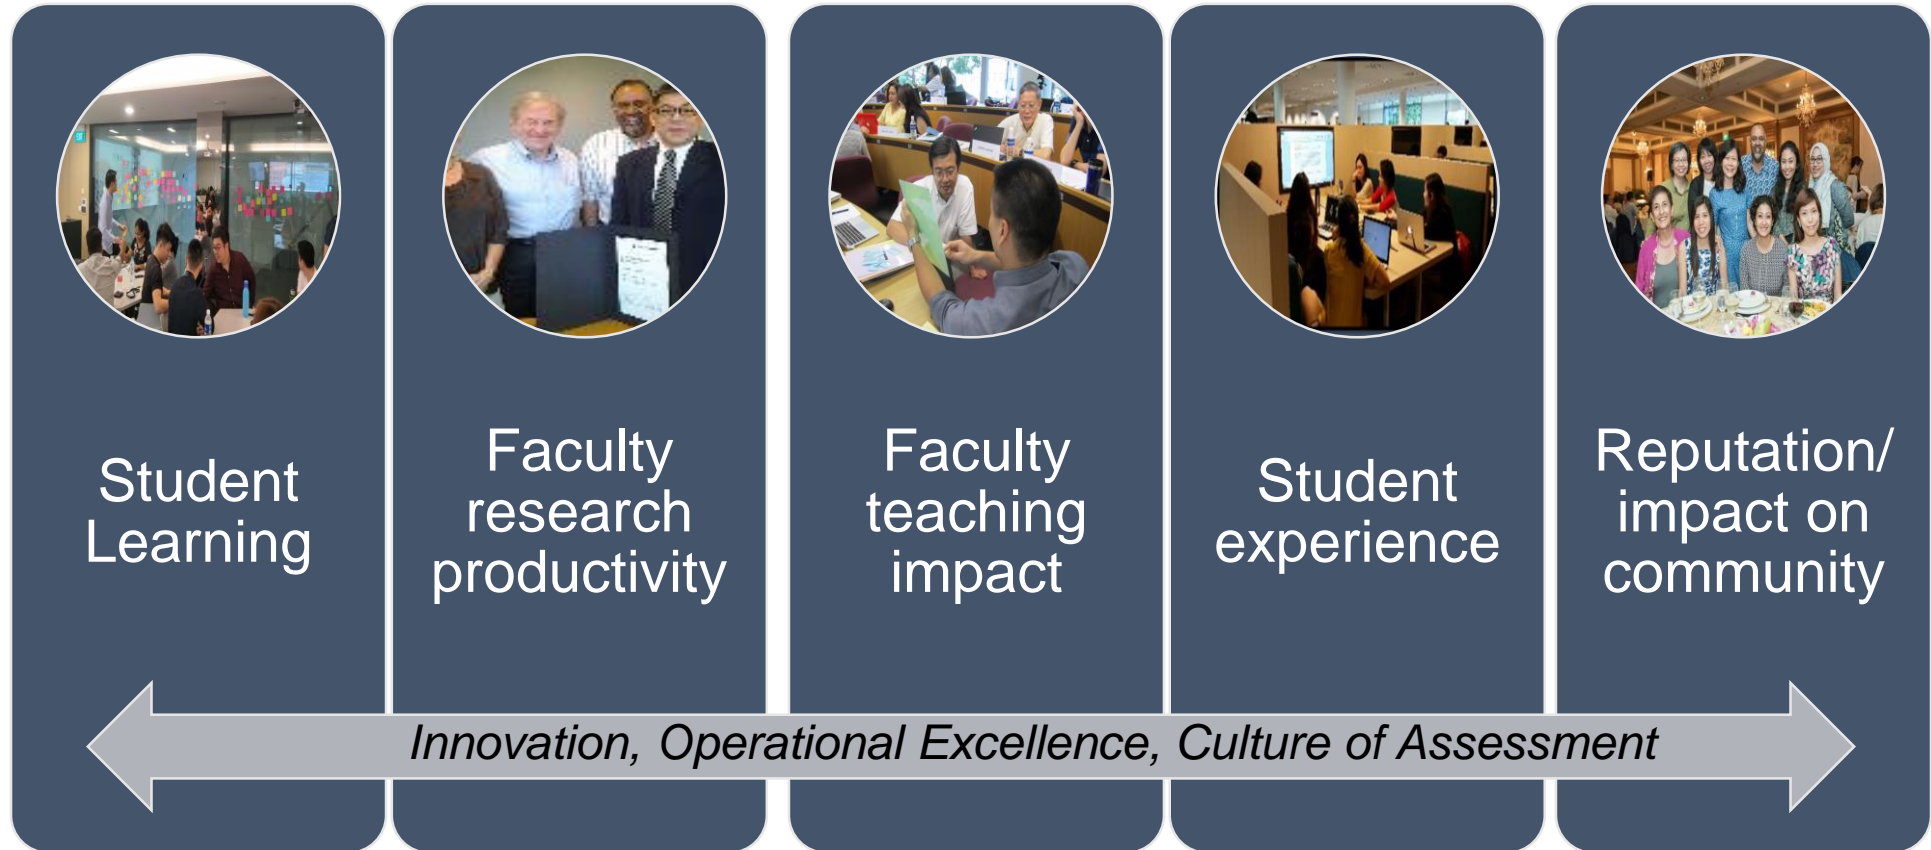 Student
Learning
Faculty
research
productivity
Faculty
teaching
impact
Student
experience
Reputation/
impact on
community
Innovation, Operational Excellence, Culture of Assessment